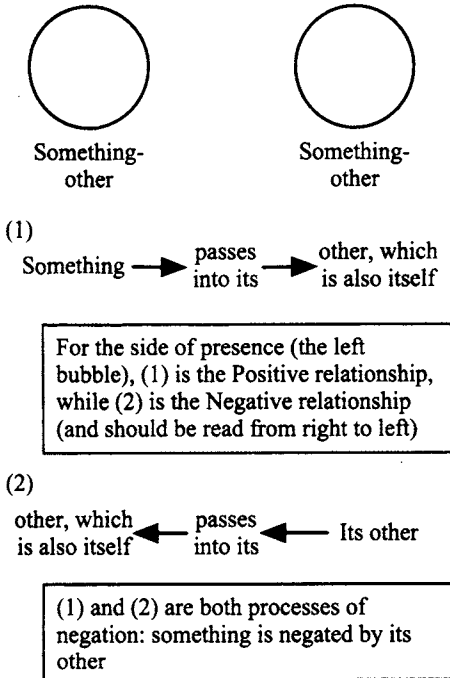 Something-
other
Something-
other
(1)
Something
passes
into its
other, which
is also itself
For the side of presence (the left
bubble), (1) is the Positive relationship,
while (2) is the Negative relationship
(and should be read from right to left)
(2)
other, which
is also itself
passes
into its
Its other
(1) and (2) are both processes of
negation: something is negated by its
other